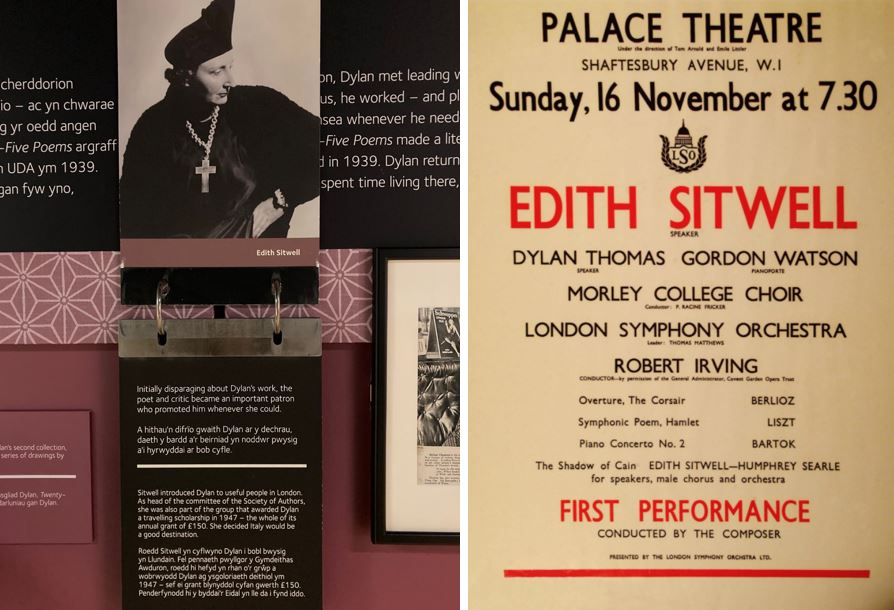 cherddorion
io – ac yn chwarae
g yr oedd angen
-Five Poems argraff
n UDA ym 1939.
gan fyw yno,
on, Dylan met leading w
us, he worked – and pl
sea whenever he need
-Five Poems made a lite
d in 1939. Dylan return
spent time living there,
Edith Sitwell
lan's second collection,
series of drawings by
sgliad Dylan, Twenty-
darluniau gan Dylan.
Initially disparaging about Dylan's work, the
poet and critic became an important patron
who promoted him whenever she could.
A hithau'n difrïo gwaith Dylan ar y dechrau,
daeth y bardd a'r beirniad yn noddwr pwysig
a'i hyrwyddai ar bob cyfle.
Sitwell introduced Dylan to useful people in London.
As head of the committee of the Society of Authors,
she was also part of the group that awarded Dylan
a travelling scholarship in 1947 – the whole of its
annual grant of £150. She decided Italy would be
a good destination.
Roedd Sitwell yn cyflwyno Dylan i bobl bwysig
yn Llundain. Fel pennaeth pwyllgor y Gymdeithas
Awduron, roedd hi hefyd yn rhan o'r grŵp a
wobrwyodd Dylan ag ysgoloriaeth deithiol ym
1947 – sef ei grant blynyddol cyfan gwerth £150.
Penderfynodd hi y byddai'r Eidal yn lle da i fynd iddo.
PALACE THEATRE
Under the direction of Tom Arnold and Emile Littler
SHAFTESBURY AVENUE, W.1
Sunday, 16 November at 7.30
LSO
EDITH SITWELL
SPEAKER
DYLAN THOMAS GORDON WATSON
SPEAKER PIANOFORTE
MORLEY COLLEGE CHOIR
Conductor: P. RACINE FRICKER
LONDON SYMPHONY ORCHESTRA
Leader: THOMAS MATTHEWS
ROBERT IRVING
CONDUCTOR—by permission of the General Administrator, Covent Garden Opera Trust
Overture, The Corsair BERLIOZ
Symphonic Poem, Hamlet LISZT
Piano Concerto No. 2 BARTOK
The Shadow of Cain EDITH SITWELL—HUMPHREY SEARLE
for speakers, male chorus and orchestra
FIRST PERFORMANCE
CONDUCTED BY THE COMPOSER
PRESENTED BY THE LONDON SYMPHONY ORCHSTRA LTD.